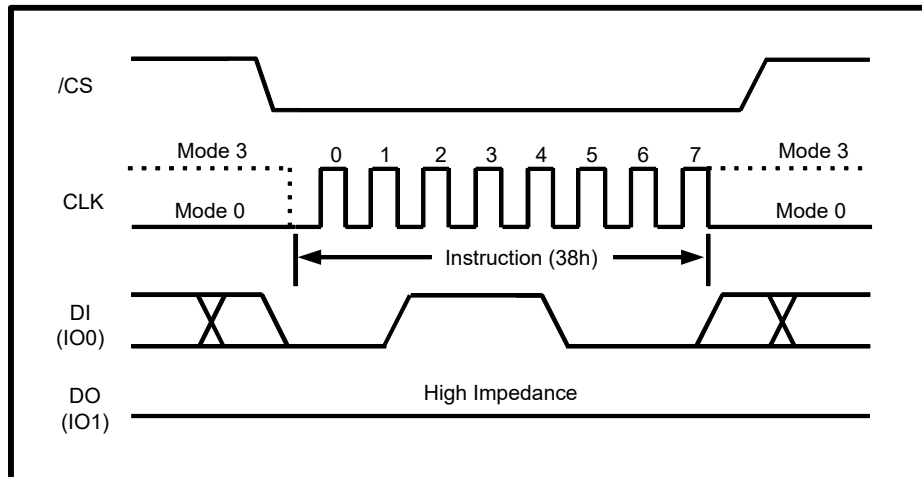 /CS
Mode 3
0 1 2 3 4 5 6 7
Mode 3
CLK
Mode 0
Mode 0
Instruction (38h)
DI
(IO0)
High Impedance
DO
(IO1)